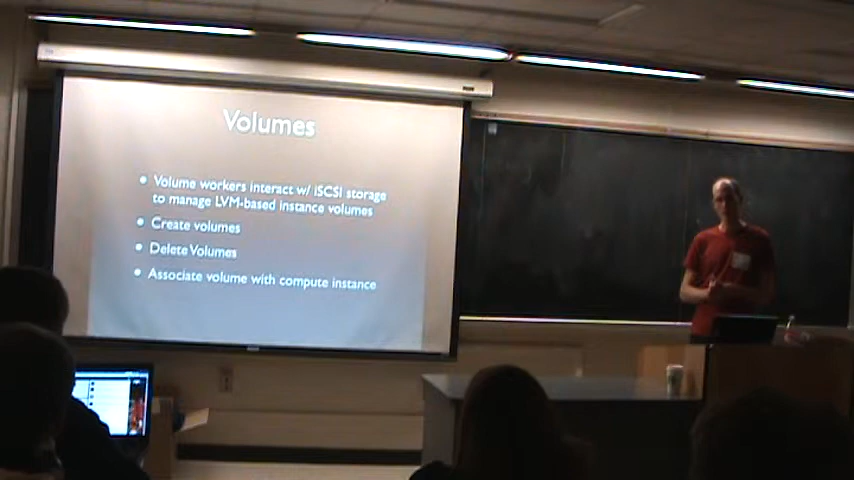 Volumes
• Volume workers interact w/ iSCSI storage
to manage LVM-based instance volumes
• Create volumes
• Delete Volumes
• Associate volume with compute instance